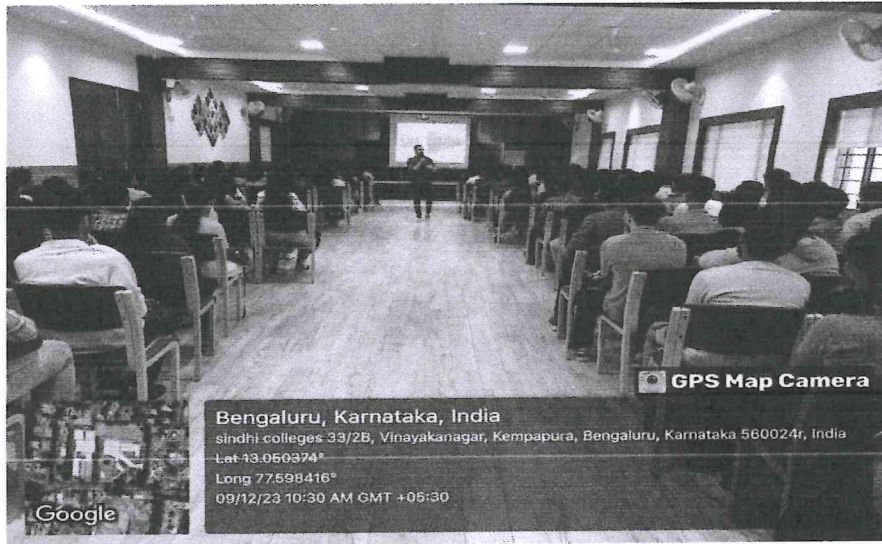 GPS Map Camera
Bengaluru, Karnataka, India
sindhi colleges 33/2B, Vinayakanagar, Kempapura, Bengaluru, Karnataka 560024r, India
Lat 13.050374°
Long 77.598416°
09/12/23 10:30 AM GMT +05:30
Google